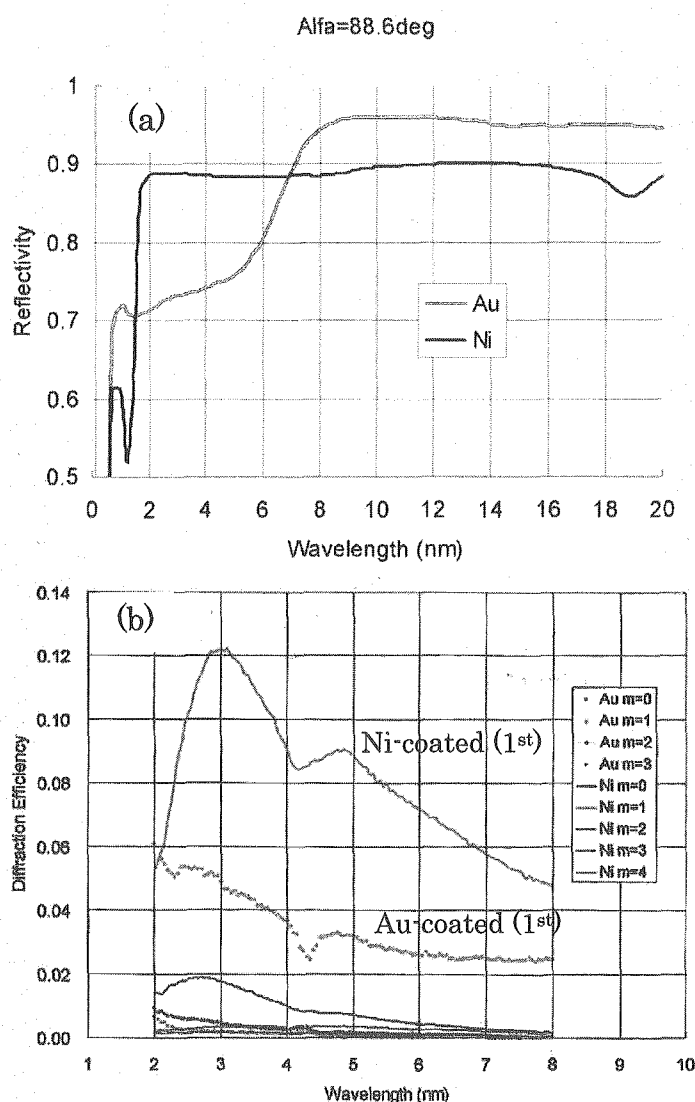 Alfa=88.6deg
(a)
1
0.9
0.8
0.7
0.6
0.5
Reflectivity
Au
Ni
0 2 4 6 8 10 12 14 16 18 20
Wavelength (nm)
(b)
0.14
0.12
0.10
0.08
0.06
0.04
0.02
0.00
Diffraction Efficiency
Ni-coated (1st)
Au-coated (1st)
Au m=0
Au m=1
Au m=2
Au m=3
Ni m=0
Ni m=1
Ni m=2
Ni m=3
Ni m=4
1 2 3 4 5 6 7 8 9 10
Wavelength (nm)